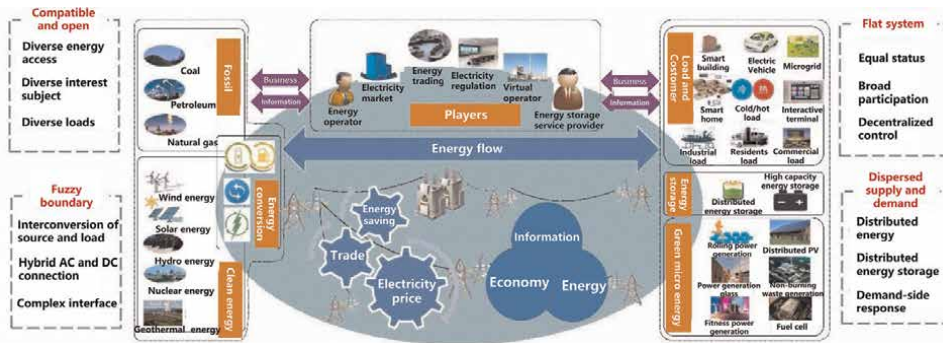 Compatible
and open
Diverse energy
access
Diverse interest
subject
Diverse loads
Fuzzy
boundary
Interconversion of
source and load
Hybrid AC and DC
connection
Complex interface
Fossil
Coal
Petroleum
Natural gas
Energy
conversion
Clean energy
Wind energy
Solar energy
Hydro energy
Nuclear energy
Geothermal energy
Business
Information
Energy
operator
Electricity
market
Energy
trading
Electricity
regulation
Virtual
operator
Energy storage
service provider
Players
Business
Information
Energy flow
Energy
saving
Trade
Electricity
price
Information
Economy
Energy
Load and
Costomer
Smart
building
Electric
Vehicle
Microgrid
Smart
home
Cold/hot
load
Interactive
terminal
Industrial
load
Residents
load
Commercial
load
Energy
storage
Distributed
energy storage
High capacity
energy storage
Green micro energy
Rolling power
generation
Distributed PV
Power generation
glass
Non-burning
waste generation
Fitness power
generation
Fuel cell
Flat system
Equal status
Broad
participation
Decentralized
control
Dispersed supply and
demand
Distributed
energy
Distributed
energy storage
Demand-side
response